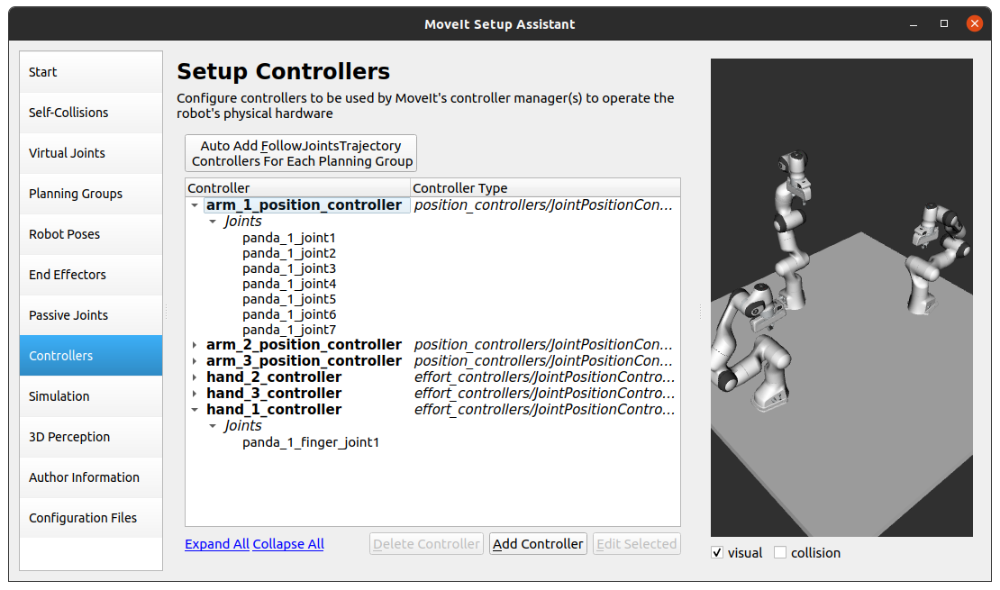 MoveIt Setup Assistant
Start
Self-Collisions
Virtual Joints
Planning Groups
Robot Poses
End Effectors
Passive Joints
Controllers
Simulation
3D Perception
Author Information
Configuration Files
Setup Controllers
Configure controllers to be used by MoveIt's controller manager(s) to operate the
robot's physical hardware
Auto Add FollowJointsTrajectory
Controllers For Each Planning Group
Controller Controller Type
arm_1_position_controller position_controllers/JointPositionCon...
Joints
panda_1_joint1
panda_1_joint2
panda_1_joint3
panda_1_joint4
panda_1_joint5
panda_1_joint6
panda_1_joint7
arm_2_position_controller position_controllers/JointPositionCon...
arm_3_position_controller position_controllers/JointPositionCon...
hand_2_controller effort_controllers/JointPositionContro...
hand_3_controller effort_controllers/JointPositionContro...
hand_1_controller effort_controllers/JointPositionContro...
Joints
panda_1_finger_joint1
Expand All Collapse All Delete Controller Add Controller Edit Selected
visual collision